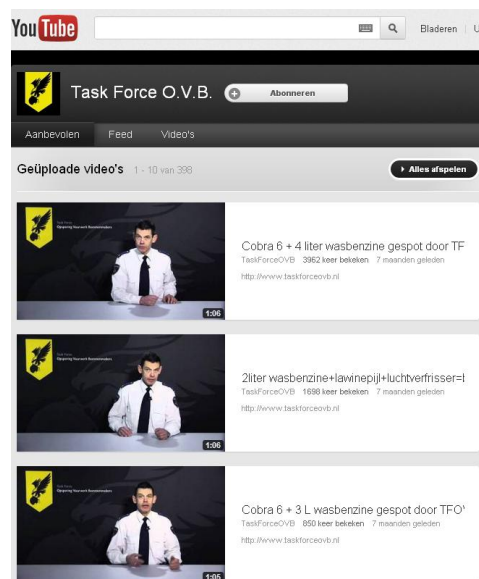 YouTube
Bladeren
U
Task Force O.V.B.
Abonneren
Aanbevolen Feed Video's
Geüploade video's 1 - 10 van 398
Alles afspelen
Cobra 6 + 4 liter wasbenzine gespot door TF
TaskForceOVB 3962 keer bekeken 7 maanden geleden
http://www.taskforceovb.nl
1:06
2liter wasbenzine+lawinepijl+luchtverfrisser=
TaskForceOVB 1698 keer bekeken 7 maanden geleden
http://www.taskforceovb.nl
1:06
Cobra 6 + 3 L wasbenzine gespot door TFO
TaskForceOVB 850 keer bekeken 7 maanden geleden
http://www.taskforceovb.nl
1:05